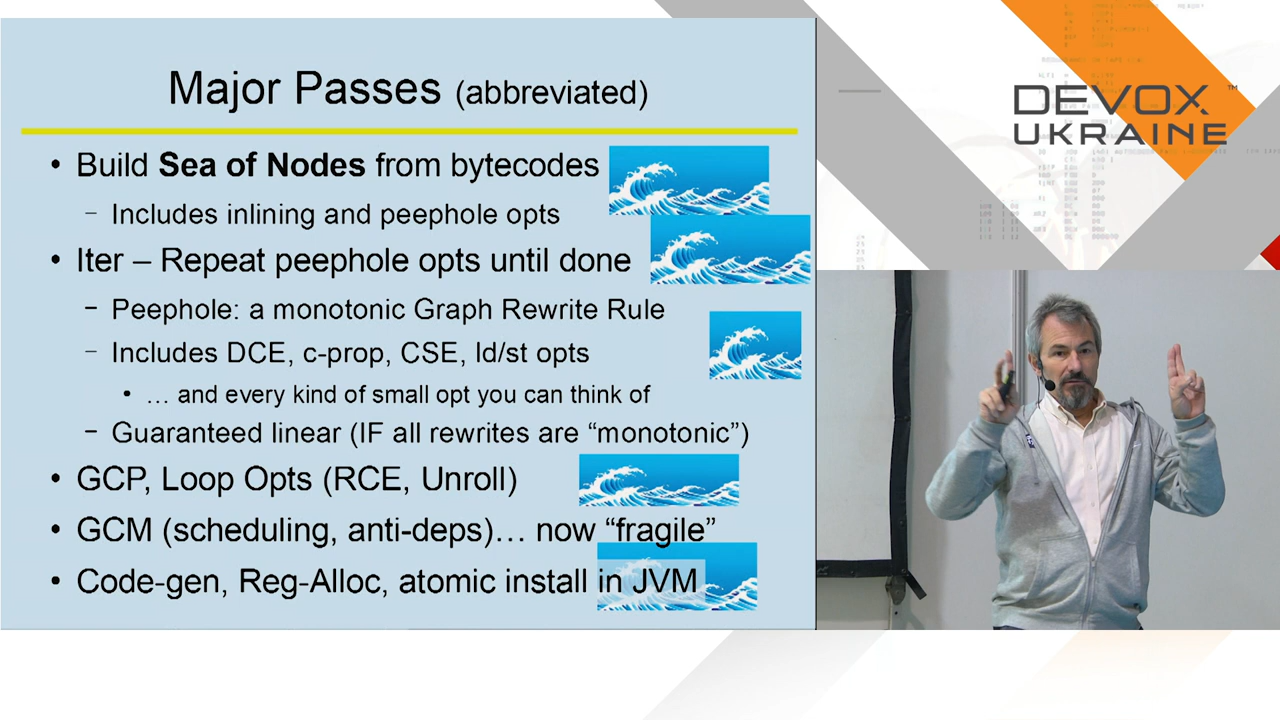 Major Passes (abbreviated)
• Build Sea of Nodes from bytecodes
– Includes inlining and peephole opts
• Iter – Repeat peephole opts until done
– Peephole: a monotonic Graph Rewrite Rule
– Includes DCE, c-prop, CSE, ld/st opts
• … and every kind of small opt you can think of
– Guaranteed linear (IF all rewrites are “monotonic”)
• GCP, Loop Opts (RCE, Unroll)
• GCM (scheduling, anti-deps)… now “fragile”
• Code-gen, Reg-Alloc, atomic install in JVM
DEVOX™
UKRAINE